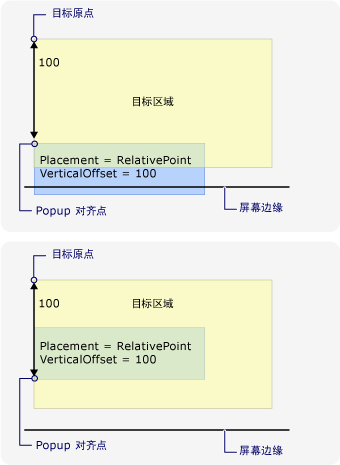 目标原点
100
目标区域
Placement = RelativePoint
VerticalOffset = 100
Popup 对齐点
屏幕边缘
目标原点
100
目标区域
Placement = RelativePoint
VerticalOffset = 100
Popup 对齐点
屏幕边缘